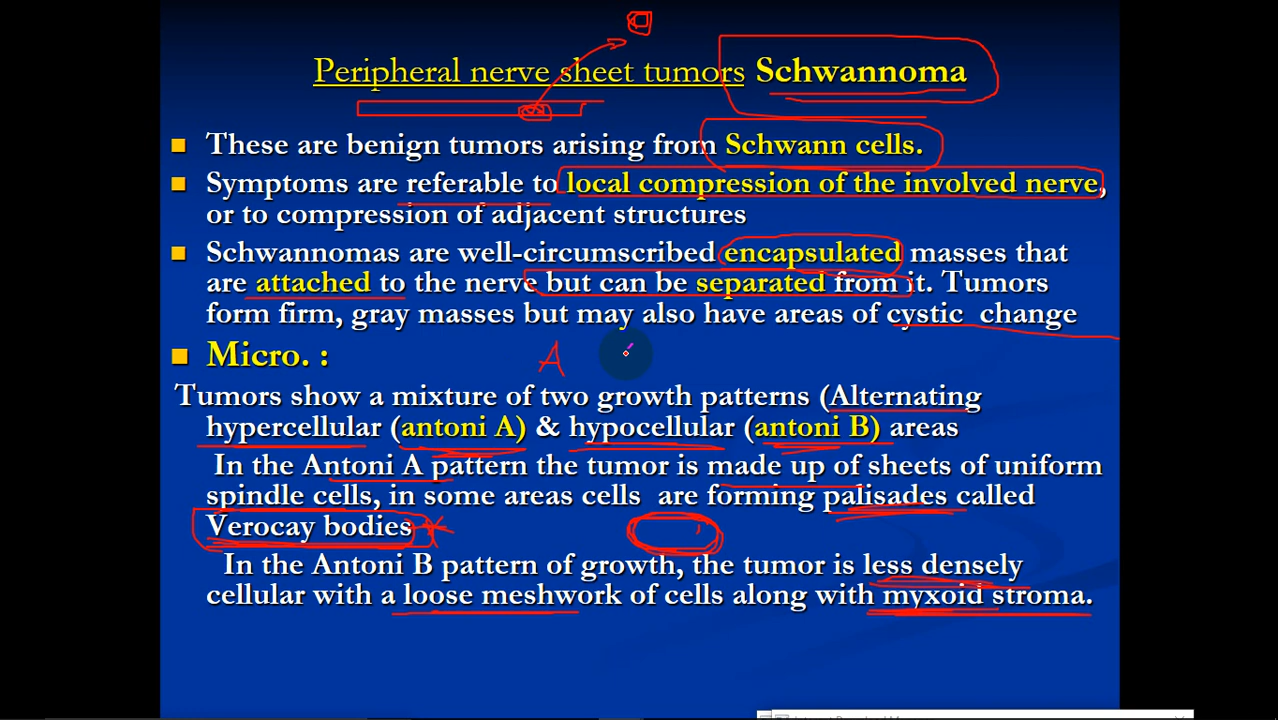 Peripheral nerve sheet tumors Schwannoma
These are benign tumors arising from Schwann cells.
Symptoms are referable to local compression of the involved nerve,
or to compression of adjacent structures
Schwannomas are well-circumscribed encapsulated masses that
are attached to the nerve but can be separated from it. Tumors
form firm, gray masses but may also have areas of cystic change
Micro. :
A
Tumors show a mixture of two growth patterns (Alternating
hypercellular (antoni A) & hypocellular (antoni B) areas
In the Antoni A pattern the tumor is made up of sheets of uniform
spindle cells, in some areas cells are forming palisades called
Verocay bodies
In the Antoni B pattern of growth, the tumor is less densely
cellular with a loose meshwork of cells along with myxoid stroma.